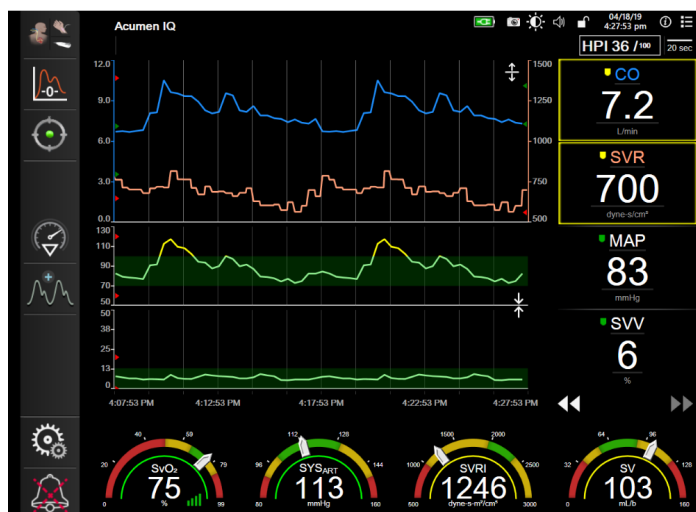 Acumen IQ
04/18/19
4:27:53 pm
HPI 36 /100
20 sec
-0-
12.0
9.0
6.0
3.0
0.0
1500
1250
1000
750
500
CO
7.2
L/min
SVR
700
dyne-s/cm⁵
130
110
90
70
50
MAP
83
mmHg
50
38
25
13
0
SVV
6
%
4:07:53 PM
4:12:53 PM
4:17:53 PM
4:22:53 PM
4:27:53 PM
0
20
40
59
79
99
SvO₂
75
%
80
96
112
128
144
160
SYSART
113
mmHg
500
1000
1500
2000
2500
3000
SVRI
1246
dyne-s-m²/cm⁵
0
32
64
96
128
160
SV
103
mL/b